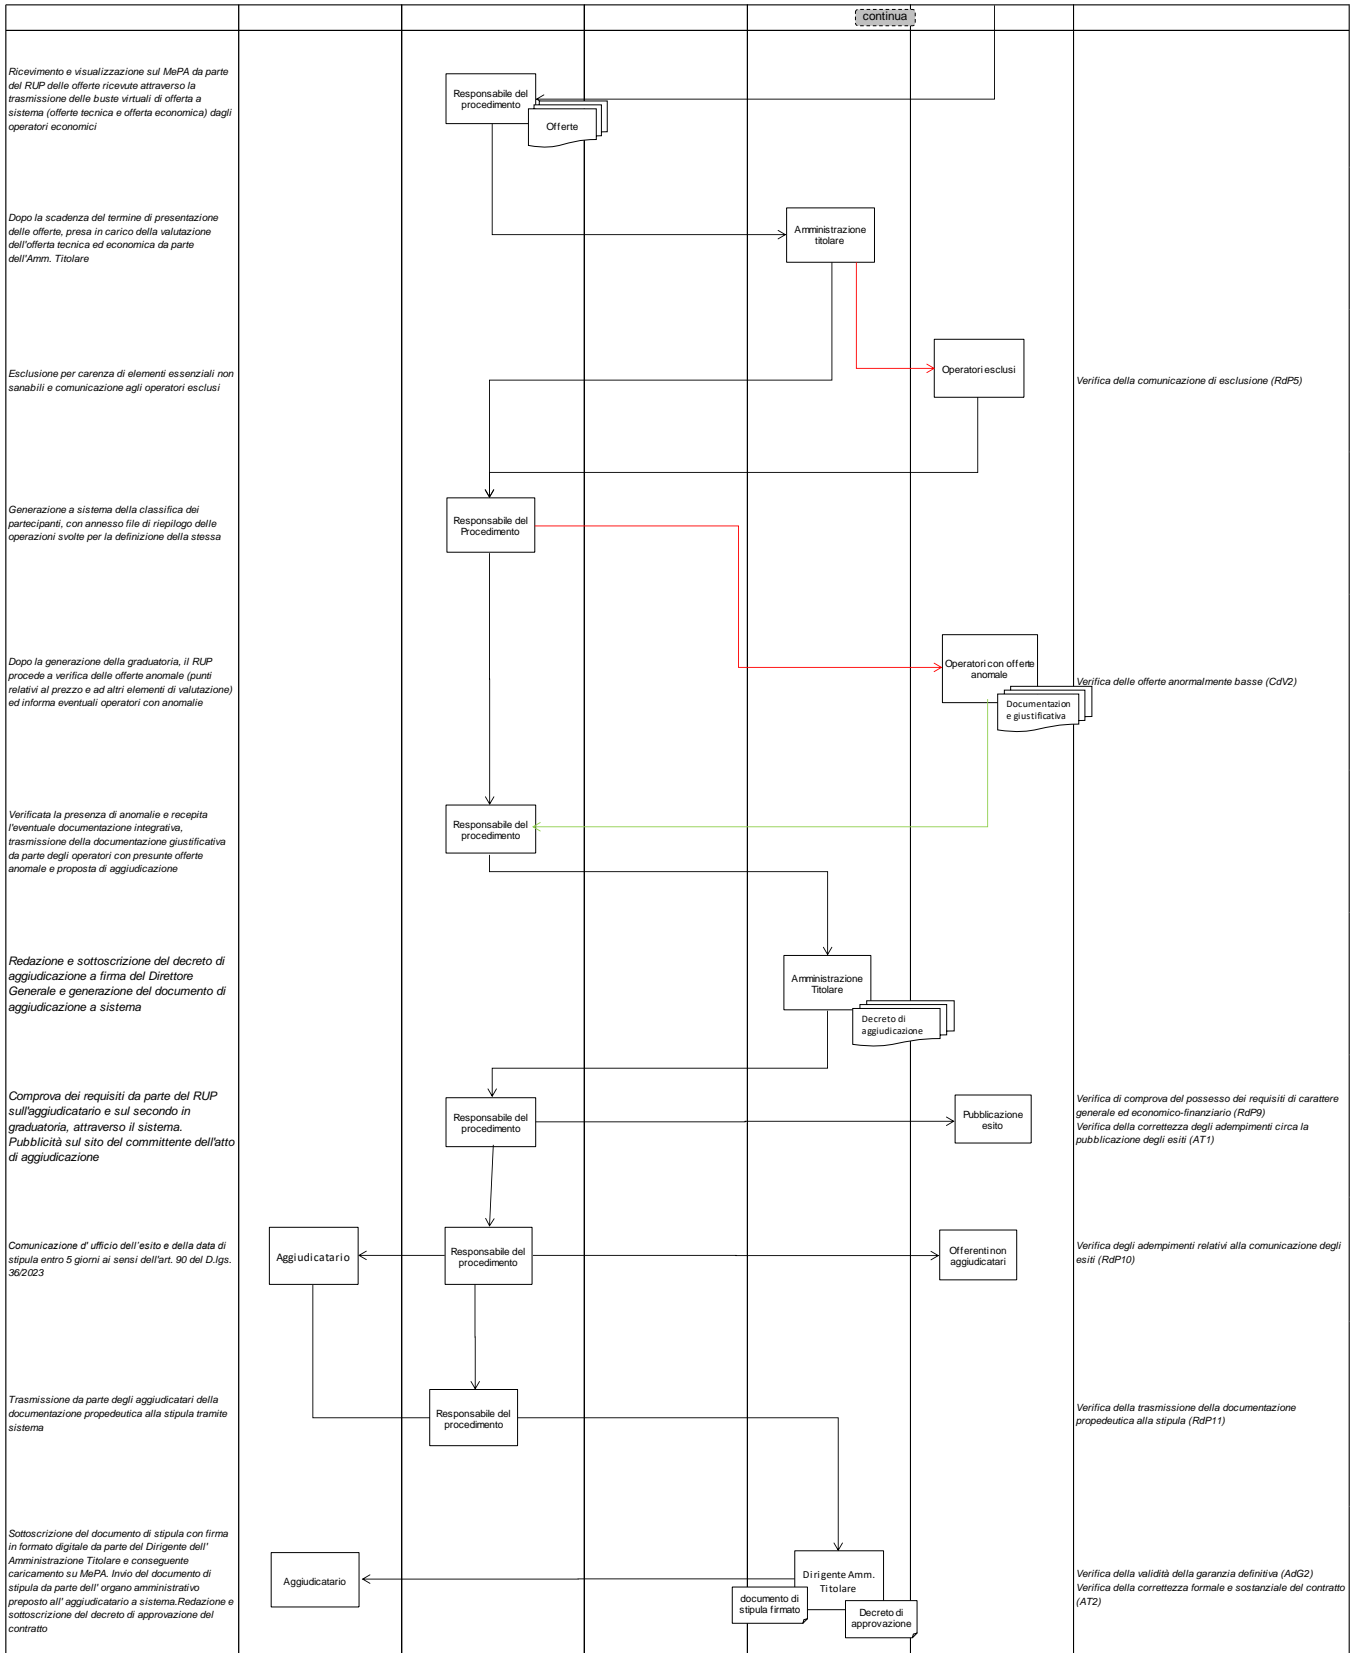 continua
Ricevimento e visualizzazione sul MePA da parte
del RUP delle offerte ricevute attraverso la
trasmissione delle buste virtuali di offerta a
sistema (offerte tecnica e offerta economica) dagli
operatori economici
Responsabile del
procedimento
Offerte
Dopo la scadenza del termine di presentazione
delle offerte, presa in carico della valutazione
dell'offerta tecnica ed economica da parte
dell'Amm. Titolare
Amministrazione
titolare
Esclusione per carenza di elementi essenziali non
sanabili e comunicazione agli operatori esclusi
Operatori esclusi
Verifica della comunicazione di esclusione (RdP5)
Generazione a sistema della classifica dei
partecipanti, con annesso file di riepilogo delle
operazioni svolte per la definizione della stessa
Responsabile del
Procedimento
Dopo la generazione della graduatoria, il RUP
procede a verifica delle offerte anomale (punti
relativi al prezzo e ad altri elementi di valutazione)
ed informa eventuali operatori con anomalie
Operatori con offerte
anomale
Documentazion
e giustificativa
Verifica delle offerte anormalmente basse (CdV2)
Verificata la presenza di anomalie e recepita
l'eventuale documentazione integrativa,
trasmissione della documentazione giustificativa
da parte degli operatori con presunte offerte
anomale e proposta di aggiudicazione
Responsabile del
procedimento
Redazione e sottoscrizione del decreto di
aggiudicazione a firma del Direttore
Generale e generazione del documento di
aggiudicazione a sistema
Amministrazione
Titolare
Decreto di
aggiudicazione
Comprova dei requisiti da parte del RUP
sull'aggiudicatario e sul secondo in
graduatoria, attraverso il sistema.
Pubblicità sul sito del committente dell'atto
di aggiudicazione
Responsabile del
procedimento
Pubblicazione
esito
Verifica di comprova del possesso dei requisiti di carattere
generale ed economico-finanziario (RdP9)
Verifica della correttezza degli adempimenti circa la
pubblicazione degli esiti (AT1)
Comunicazione d' ufficio dell'esito e della data di
stipula entro 5 giorni ai sensi dell'art. 90 del D.lgs.
36/2023
Aggiudicatario
Responsabile del
procedimento
Offerenti non
aggiudicatari
Verifica degli adempimenti relativi alla comunicazione degli
esiti (RdP10)
Trasmissione da parte degli aggiudicatari della
documentazione propedeutica alla stipula tramite
sistema
Responsabile del
procedimento
Verifica della trasmissione della documentazione
propedeutica alla stipula (RdP11)
Sottoscrizione del documento di stipula con firma
in formato digitale da parte del Dirigente dell'
Amministrazione Titolare e conseguente
caricamento su MePA. Invio del documento di
stipula da parte dell' organo amministrativo
preposto all' aggiudicatario a sistema.Redazione e
sottoscrizione del decreto di approvazione del
contratto
Aggiudicatario
Dirigente Amm.
Titolare
documento di
stipula firmato
Decreto di
approvazione
Verifica della validità della garanzia definitiva (AdG2)
Verifica della correttezza formale e sostanziale del contratto
(AT2)